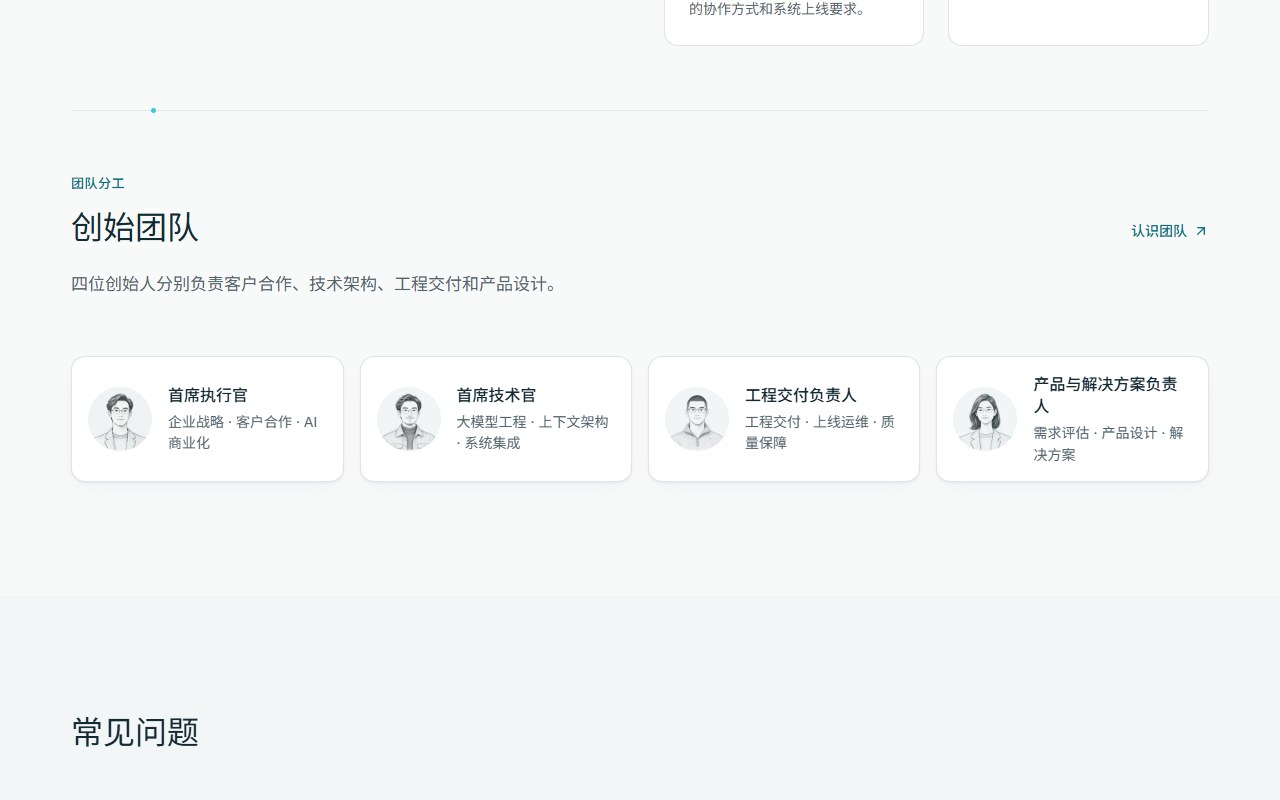 的协作方式和系统上线要求。
团队分工
创始团队
认识团队
四位创始人分别负责客户合作、技术架构、工程交付和产品设计。
首席执行官
企业战略 · 客户合作 · AI
商业化
首席技术官
大模型工程 · 上下文架构
· 系统集成
工程交付负责人
工程交付 · 上线运维 · 质
量保障
产品与解决方案负责
人
需求评估 · 产品设计 · 解
决方案
常见问题